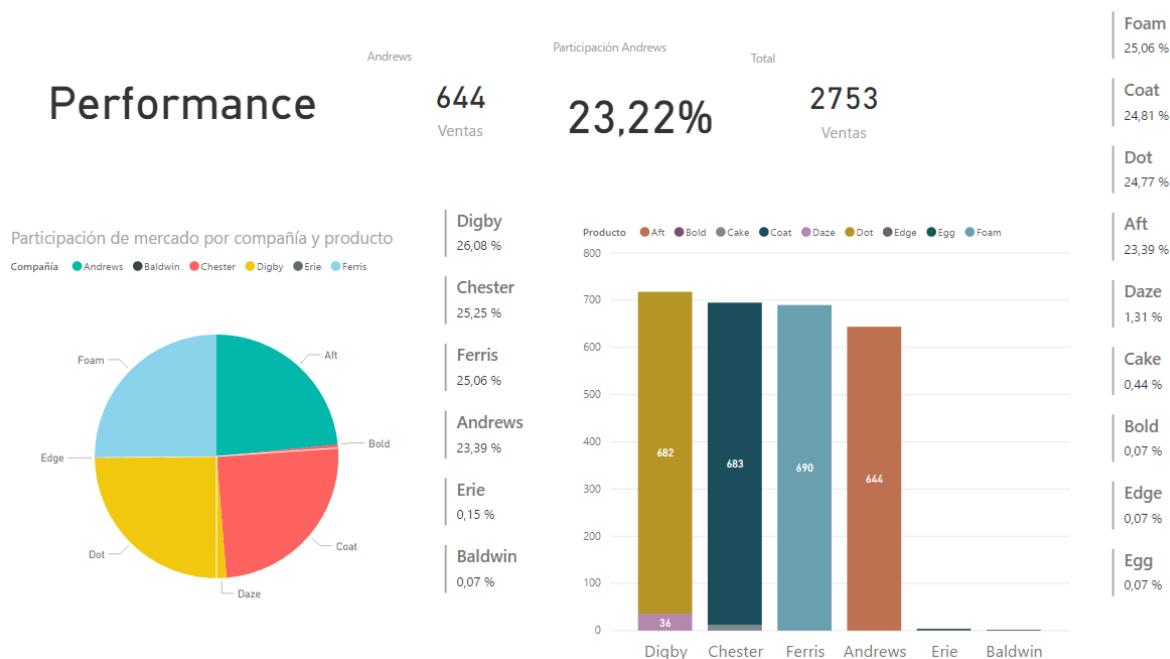 Performance
Andrews
644
Ventas
Participación Andrews
23,22%
Total
2753
Ventas
Participación de mercado por compañía y producto
Compañía Andrews Baldwin Chester Digby Erie Ferris
Foam
Aft
Edge
Bold
Dot
Coat
Daze
Digby
26,08 %
Chester
25,25 %
Ferris
25,06 %
Andrews
23,39 %
Erie
0,15 %
Baldwin
0,07 %
Producto Aft Bold Cake Coat Daze Dot Edge Egg Foam
800
700
600
500
400
300
200
100
0
682
683
690
644
36
Digby Chester Ferris Andrews Erie Baldwin
Foam
25,06 %
Coat
24,81 %
Dot
24,77 %
Aft
23,39 %
Daze
1,31 %
Cake
0,44 %
Bold
0,07 %
Edge
0,07 %
Egg
0,07 %